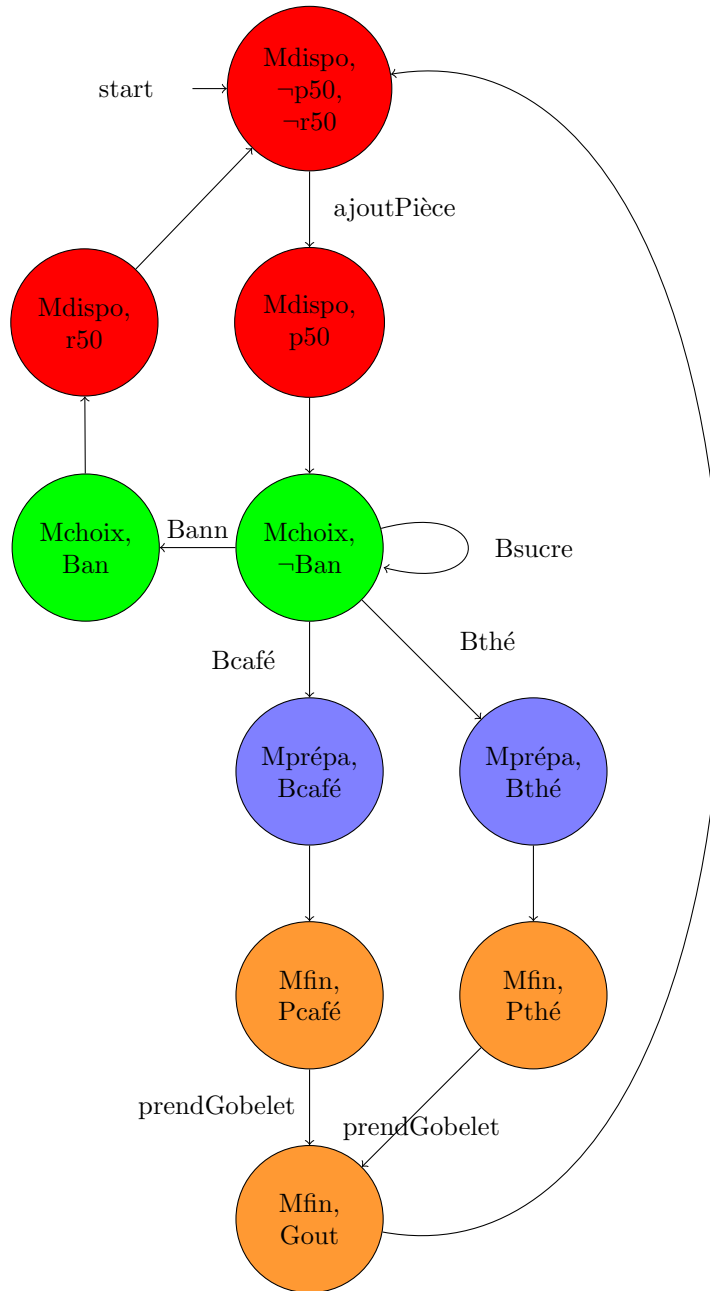 Mdispo,
¬p50,
¬r50
start
ajoutPièce
Mdispo,
r50
Mdispo,
p50
Mchoix,
Ban
Bann
Mchoix,
¬Ban
Bsucre
Bcafé
Bthé
Mprépa,
Bcafé
Mprépa,
Bthé
Mfin,
Pcafé
Mfin,
Pthé
prendGobelet
prendGobelet
Mfin,
Gout